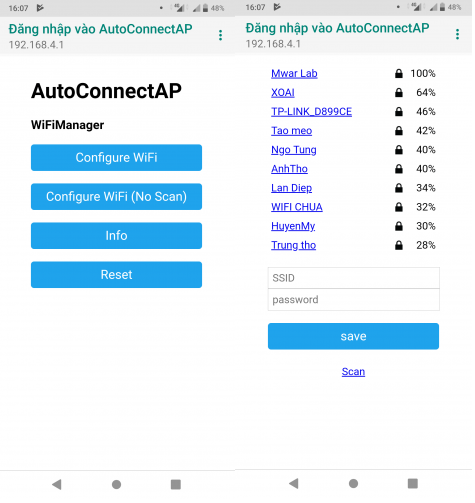 16:07
48%
Đăng nhập vào AutoConnectAP
192.168.4.1
AutoConnectAP
WiFiManager
Configure WiFi
Configure WiFi (No Scan)
Info
Reset
16:07
48%
Đăng nhập vào AutoConnectAP
192.168.4.1
Mwar Lab 100%
XOAI 64%
TP-LINK_D899CE 46%
Tao meo 42%
Ngo Tung 40%
AnhTho 40%
Lan Diep 34%
WIFI CHUA 32%
HuyenMy 30%
Trung tho 28%
SSID
password
save
Scan